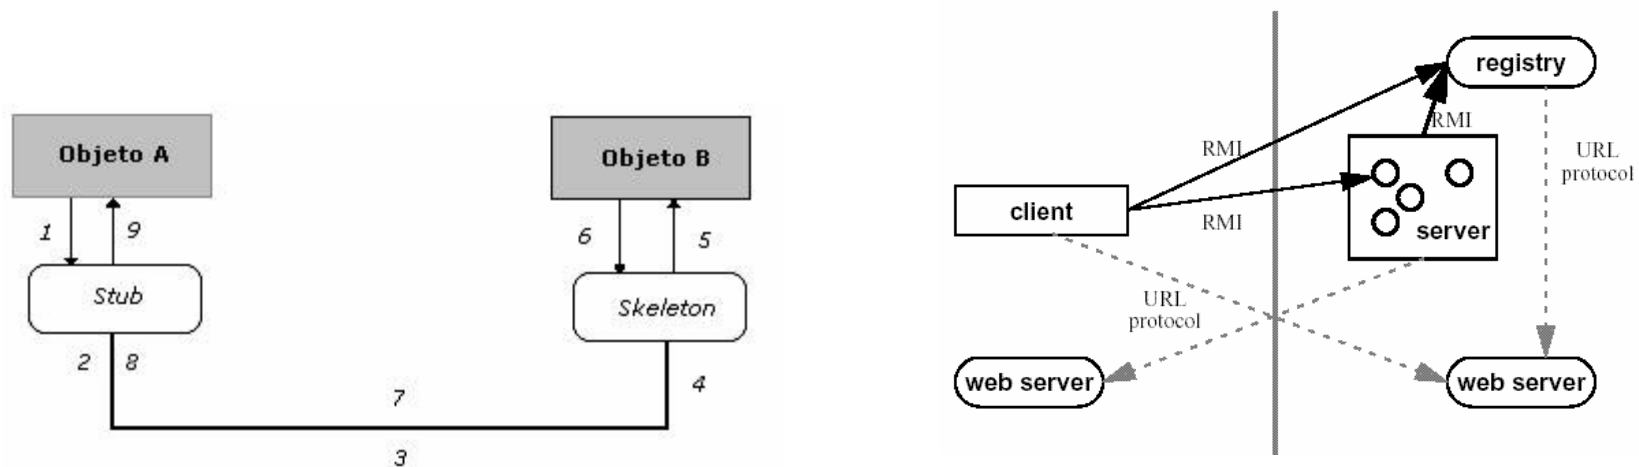 Objeto A
Objeto B
1
9
6
5
Stub
Skeleton
2
8
4
7
3
registry
RMI
RMI
URL
protocol
client
RMI
server
URL
protocol
web server
web server